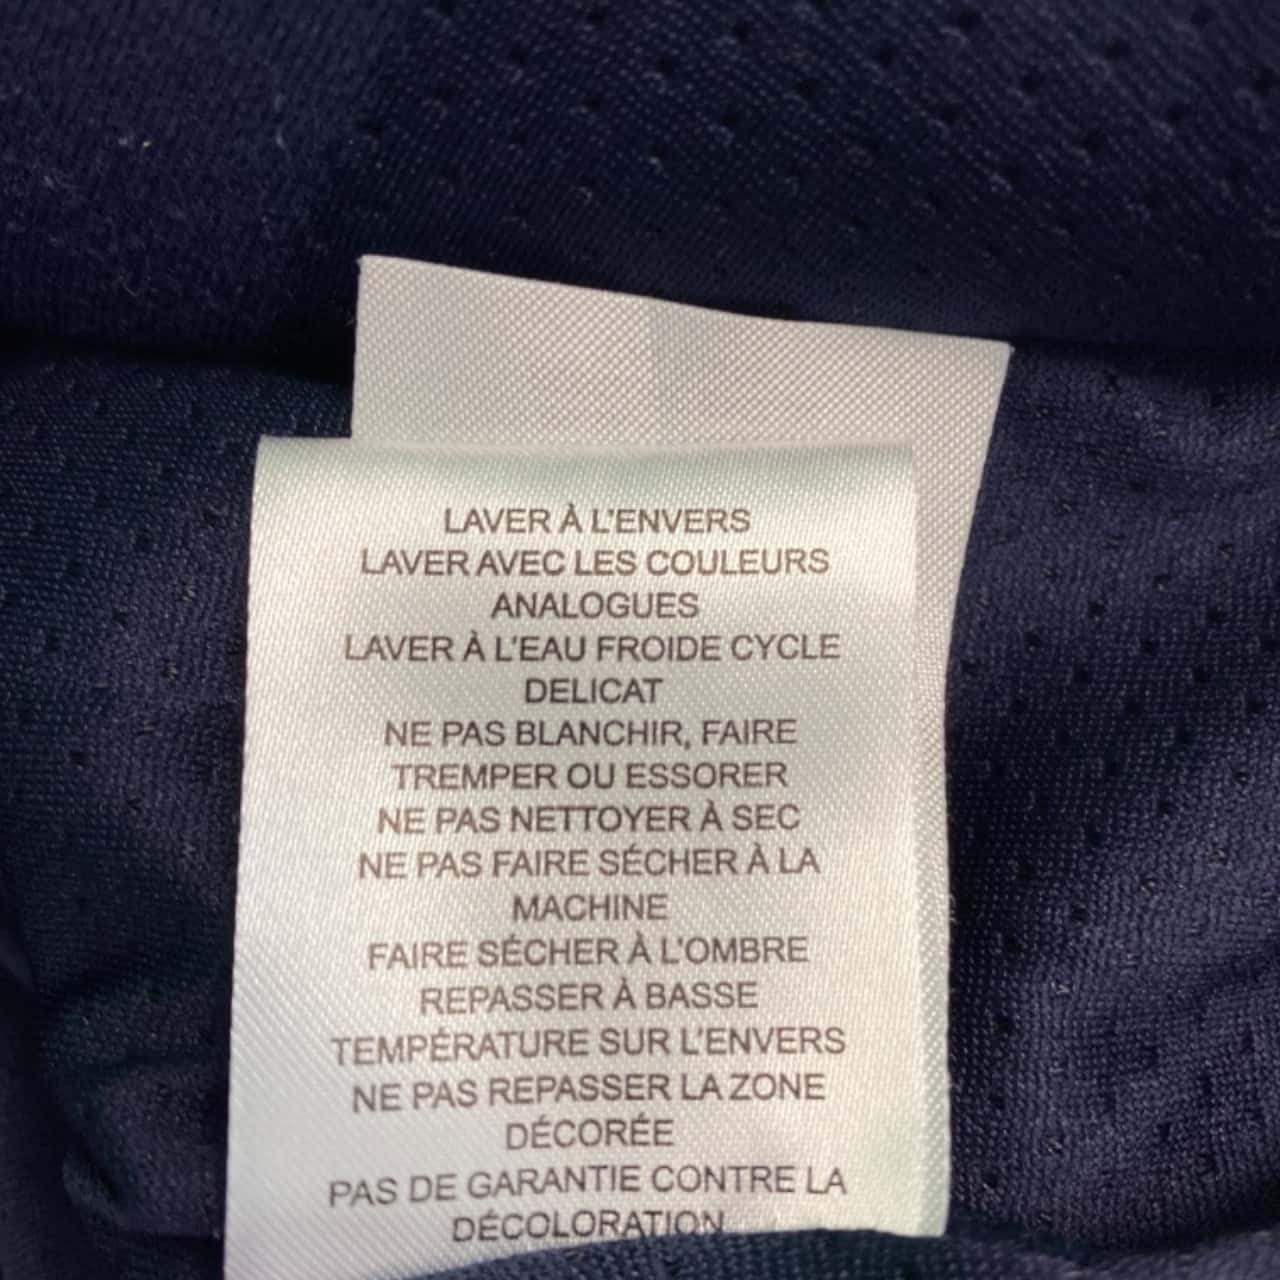 LAVER À L'ENVERS
LAVER AVEC LES COULEURS
ANALOGUES
LAVER À L'EAU FROIDE CYCLE
DELICAT
NE PAS BLANCHIR, FAIRE
TREMPER OU ESSORER
NE PAS NETTOYER À SEC
NE PAS FAIRE SÉCHER À LA
MACHINE
FAIRE SÉCHER À L'OMBRE
REPASSER À BASSE
TEMPÉRATURE SUR L'ENVERS
NE PAS REPASSER LA ZONE
DÉCORÉE
PAS DE GARANTIE CONTRE LA
DÉCOLORATION